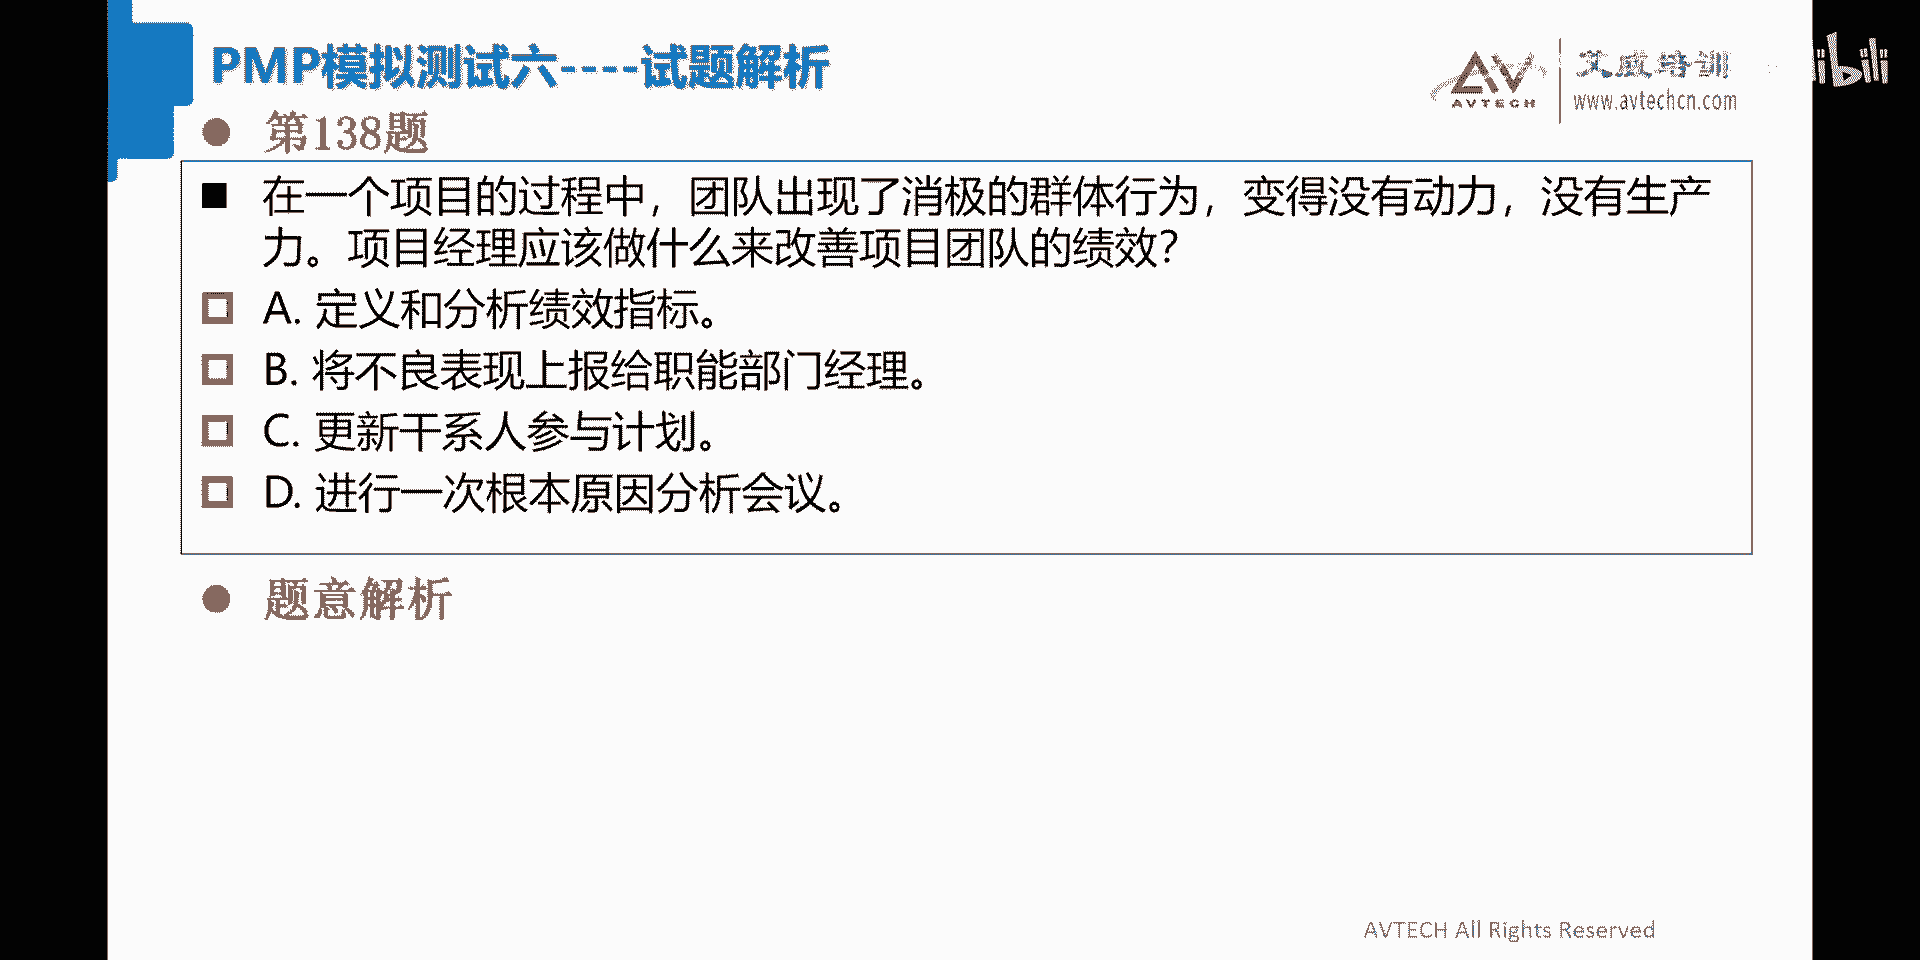 PMP模拟测试六----试题解析
AVTECH
艾威培训
www.avtechcn.com
第138题
在一个项目的过程中，团队出现了消极的群体行为，变得没有动力，没有生产
力。项目经理应该做什么来改善项目团队的绩效？
A. 定义和分析绩效指标。
B. 将不良表现上报给职能部门经理。
C. 更新干系人参与计划。
D. 进行一次根本原因分析会议。
题意解析
AVTECH All Rights Reserved